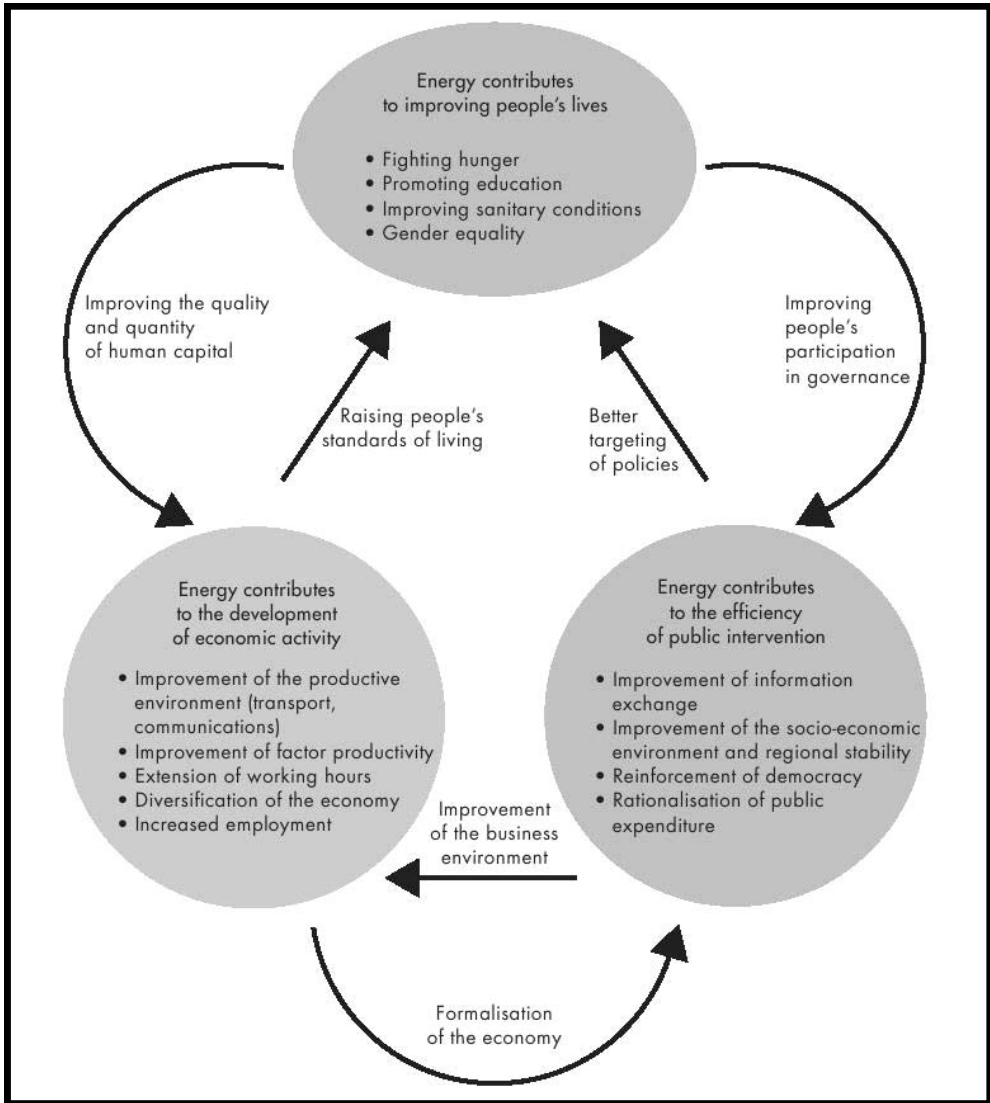 Energy contributes
to improving people's lives
• Fighting hunger
• Promoting education
• Improving sanitary conditions
• Gender equality
Improving the quality
and quantity
of human capital
Improving
people's
participation
in governance
Raising people's
standards of living
Better
targeting
of policies
Energy contributes
to the development
of economic activity
• Improvement of the productive
environment (transport,
communications)
• Improvement of factor productivity
• Extension of working hours
• Diversification of the economy
• Increased employment
Energy contributes
to the efficiency
of public intervention
• Improvement of information
exchange
• Improvement of the socio-economic
environment and regional stability
• Reinforcement of democracy
• Rationalisation of public
expenditure
Improvement
of the business
environment
Formalisation
of the economy